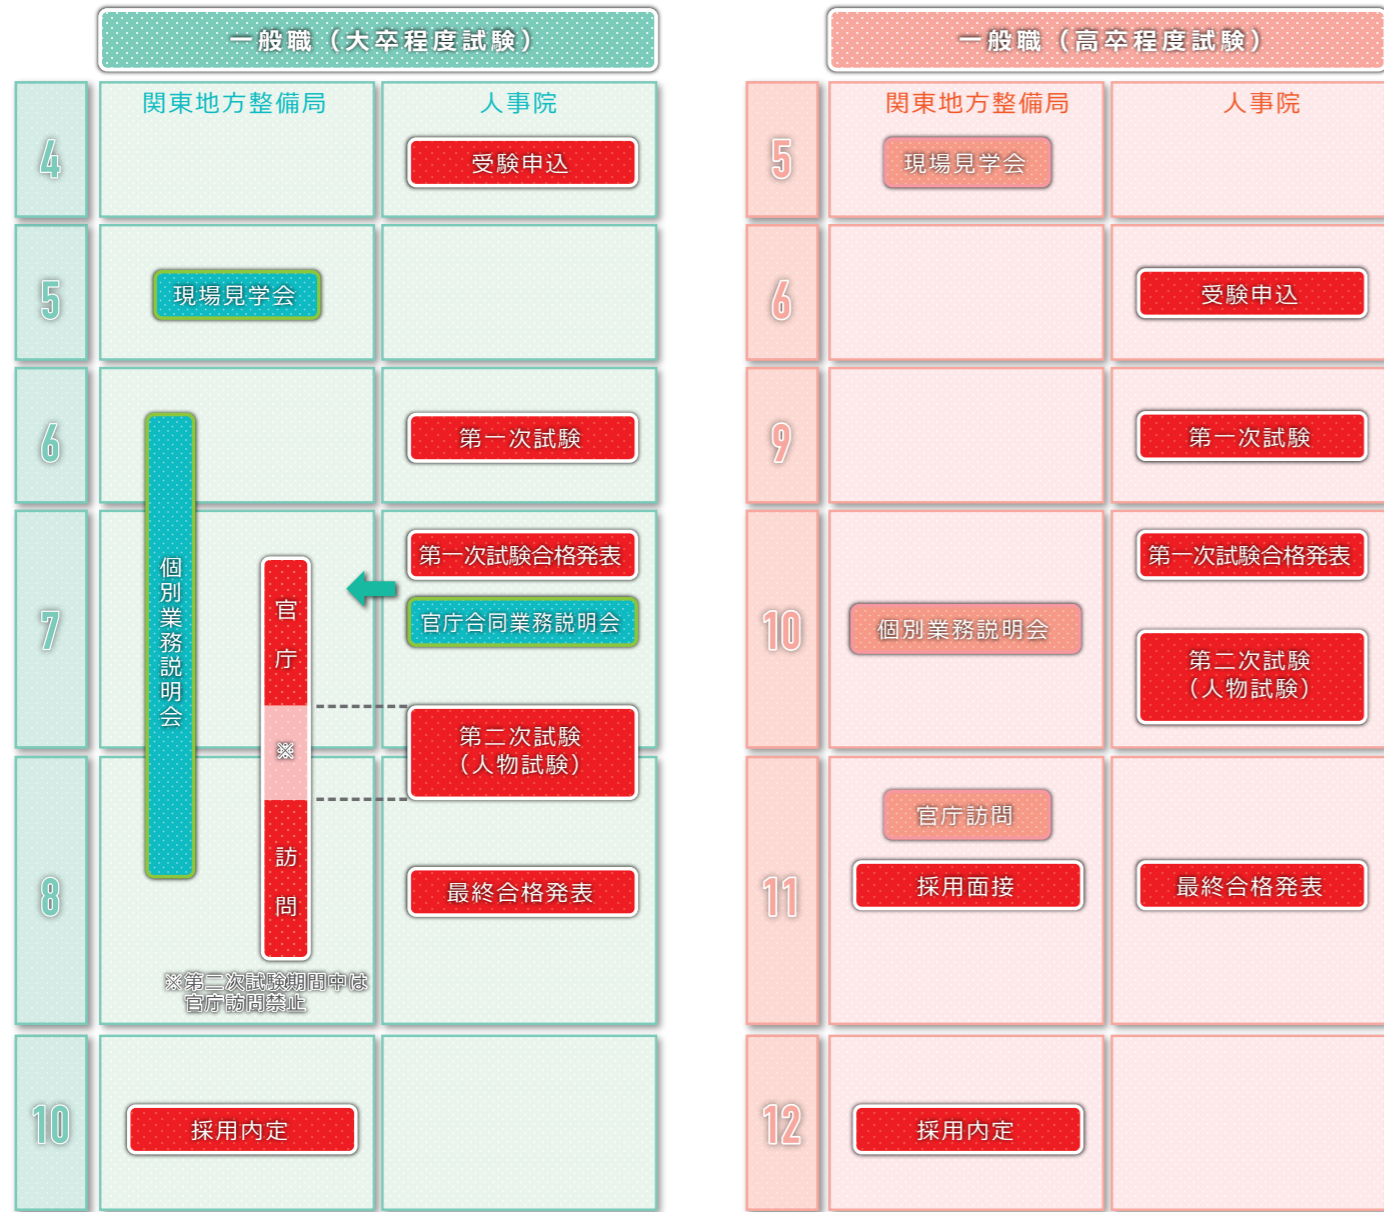 一般職（大卒程度試験）
関東地方整備局
人事院
4
受験申込
5
現場見学会
6
第一次試験
個別業務説明会
7
第一次試験合格発表
官庁合同業務説明会
官庁
※
訪問
第二次試験
（人物試験）
8
最終合格発表
※第二次試験期間中は
官庁訪問禁止
10
採用内定
一般職（高卒程度試験）
関東地方整備局
人事院
5
現場見学会
6
受験申込
9
第一次試験
10
第一次試験合格発表
個別業務説明会
第二次試験
（人物試験）
11
官庁訪問
採用面接
最終合格発表
12
採用内定